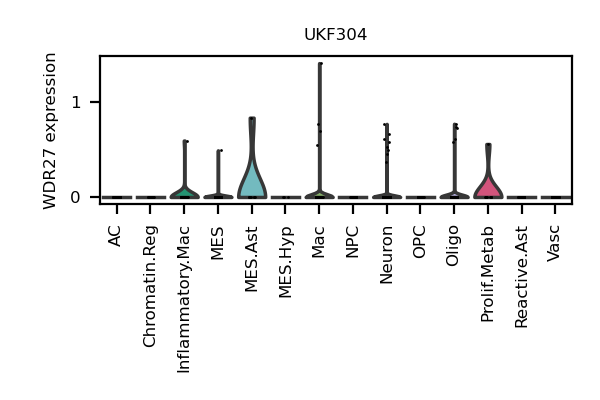 UKF304
WDR27 expression
1
0
AC
Chromatin.Reg
Inflammatory.Mac
MES
MES.Ast
MES.Hyp
Mac
NPC
Neuron
OPC
Oligo
Prolif.Metab
Reactive.Ast
Vasc